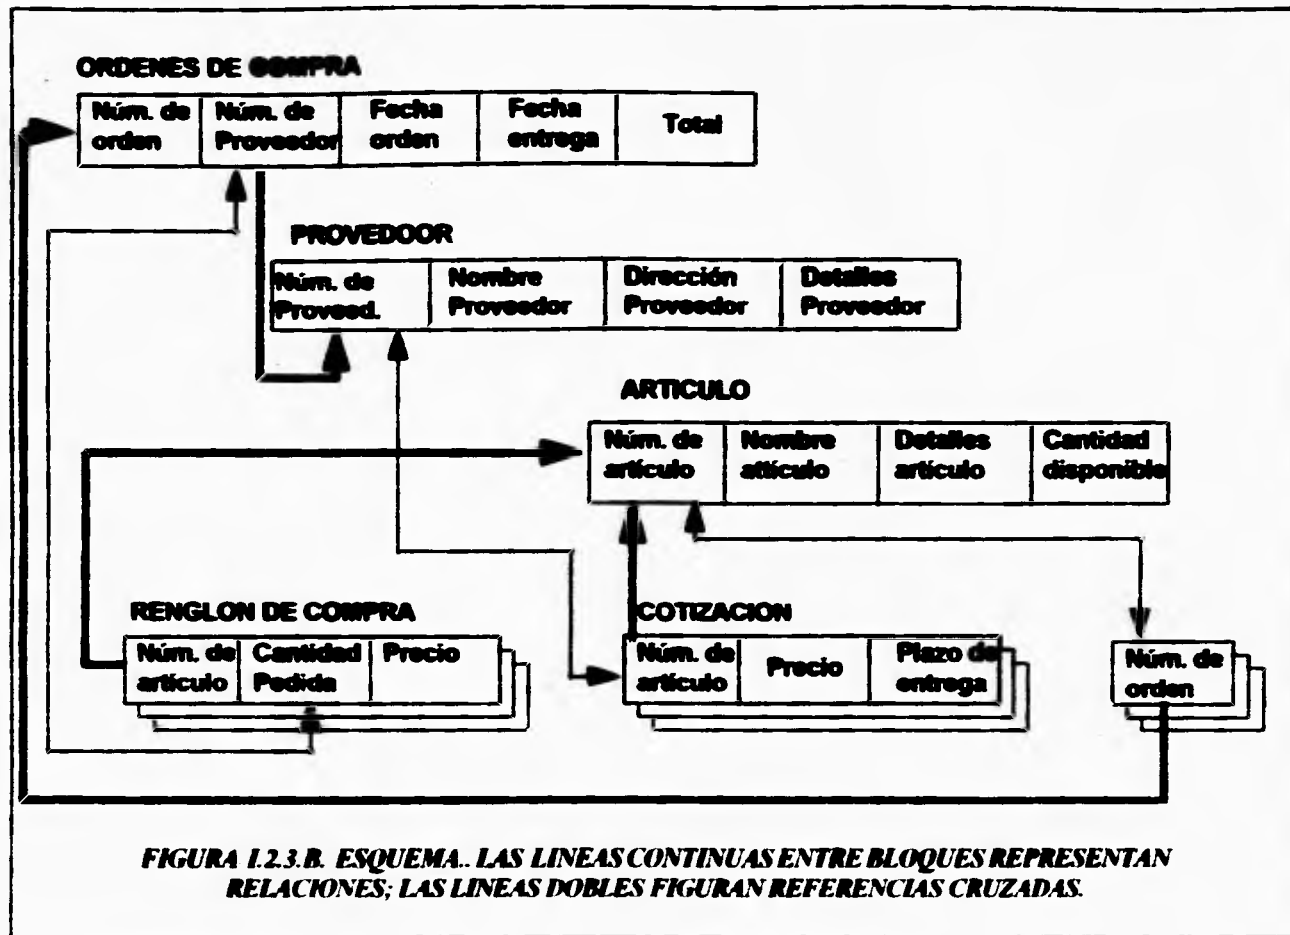 ORDENES DE COMPRA
Núm. de orden
Núm. de Proveedor
Fecha orden
Fecha entrega
Total
PROVEDOOR
Núm. de Proveed.
Nombre Proveedor
Dirección Proveedor
Detalles Proveedor
ARTICULO
Núm. de artículo
Nombre attículo
Detalles artículo
Cantidad disponible
RENGLON DE COMPRA
Núm. de artículo
Cantidad Pedida
Precio
COTIZACION
Núm. de artículo
Precio
Plazo de entrega
Núm. de orden
FIGURA I.2.3.B. ESQUEMA.. LAS LINEAS CONTINUAS ENTRE BLOQUES REPRESENTAN
RELACIONES; LAS LINEAS DOBLES FIGURAN REFERENCIAS CRUZADAS.